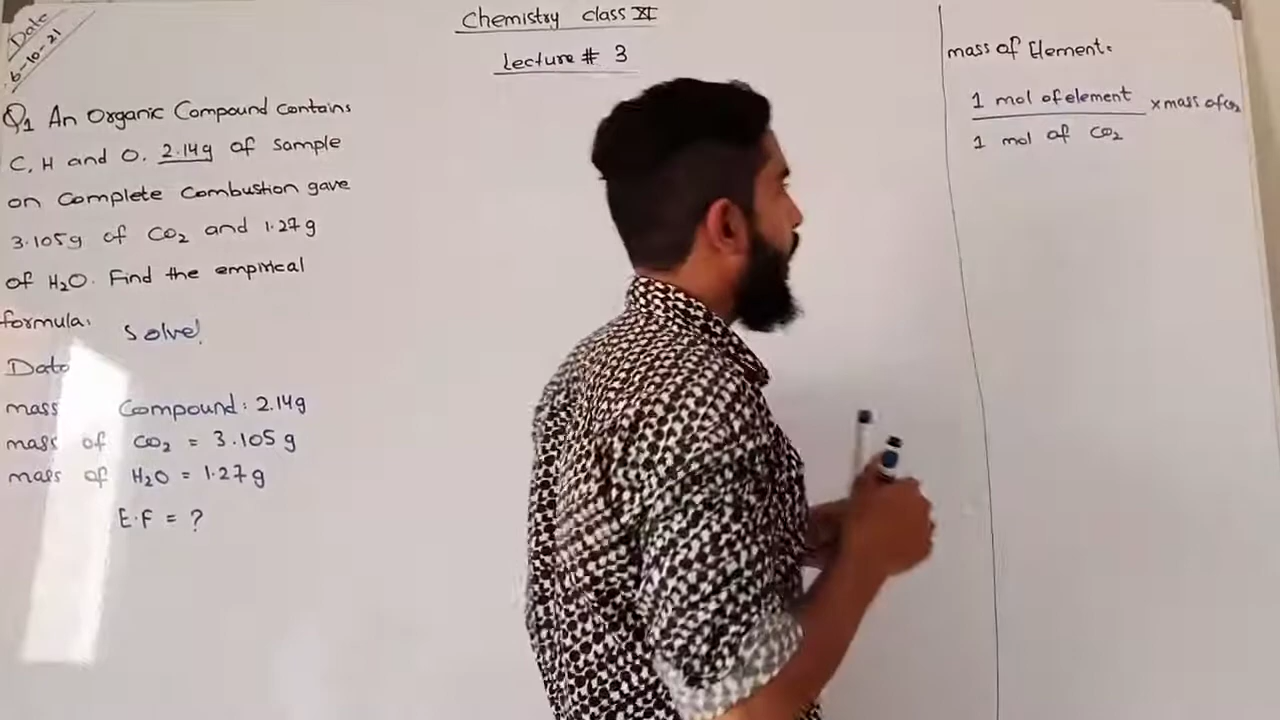 Date
6-10-21
Chemistry Class XI
Lecture # 3
Q1 An Organic Compound Contains
C, H and O. 2.14g of Sample
on Complete Combustion gave
3.105g of CO2 and 1.27g
of H2O. Find the empirical
formula.
Solve!
Data
mass Compound: 2.14g
mass of CO2 = 3.105 g
mass of H2O = 1.27g
E.F = ?
mass of Element:
1 mol of element
× mass of CO2
1 mol of CO2